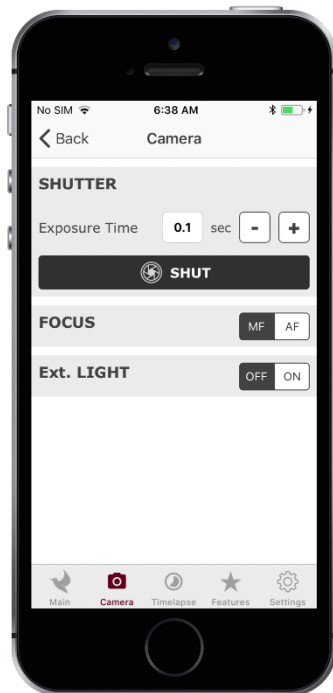 No SIM 6:38 AM
Back Camera
SHUTTER
Exposure Time 0.1 sec - +
SHUT
FOCUS MF AF
Ext. LIGHT OFF ON
Main Camera Timelapse Features Settings